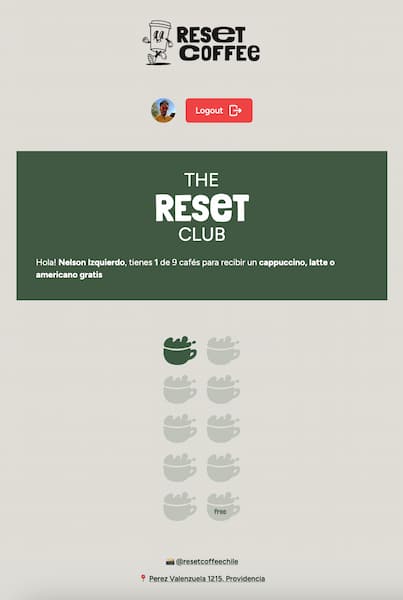 RESET
COFFEE
Logout
THE
RESET
CLUB
Hola! Nelson Izquierdo, tienes 1 de 9 cafés para recibir un cappuccino, latte o
americano gratis
free
📸 @resetcoffeechile
📍 Perez Valenzuela 1215, Providencia